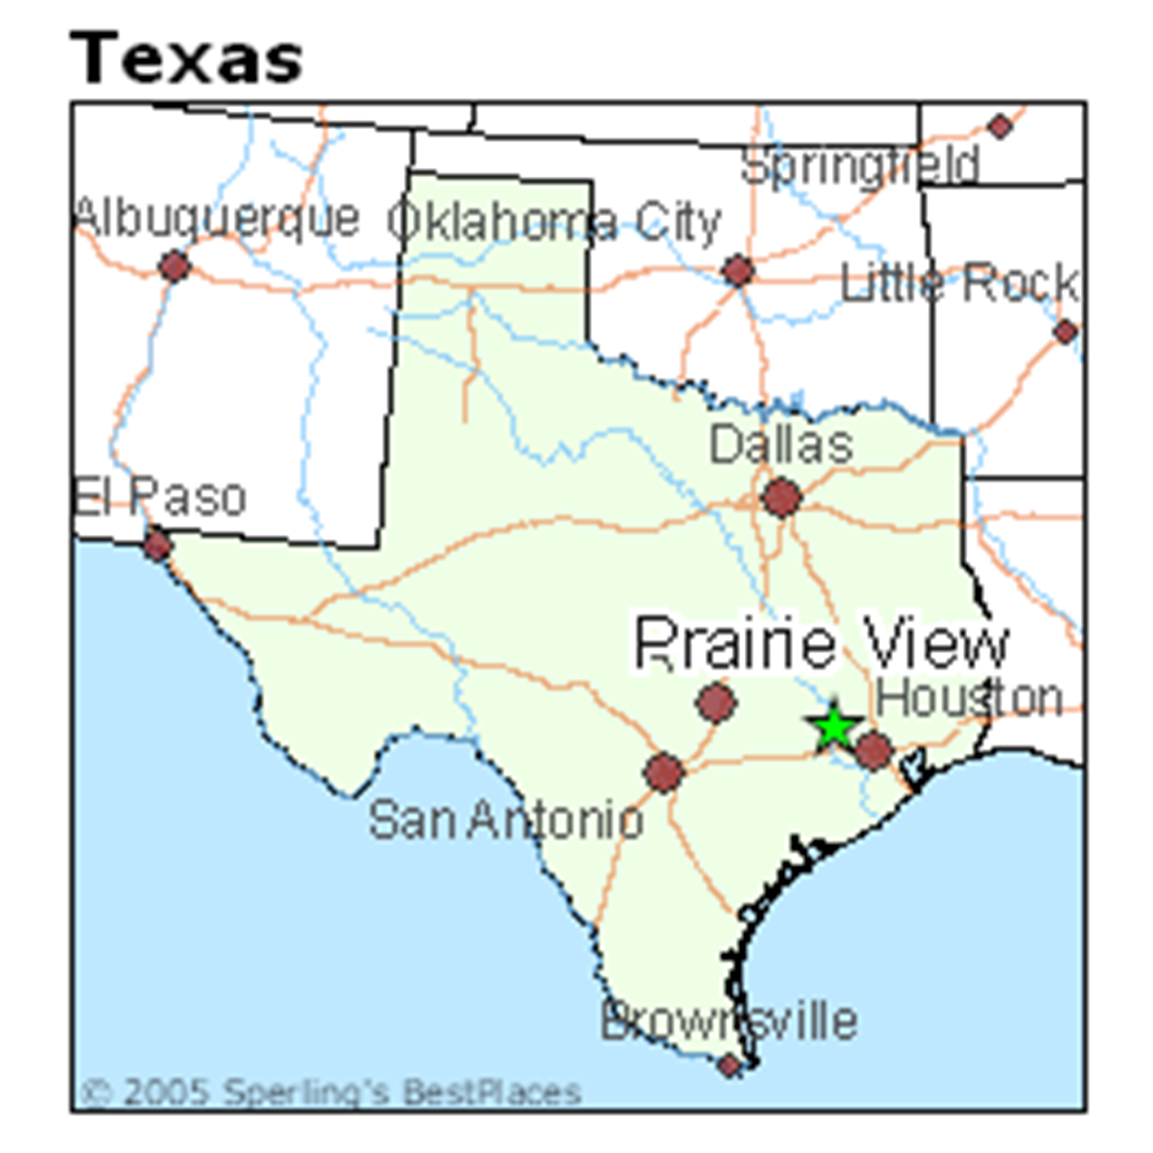 Texas
Springfield
Albuquerque
Oklahoma City
Little Rock
Dallas
El Paso
Prairie View
Houston
San Antonio
Brownsville
© 2005 Sperling's BestPlaces